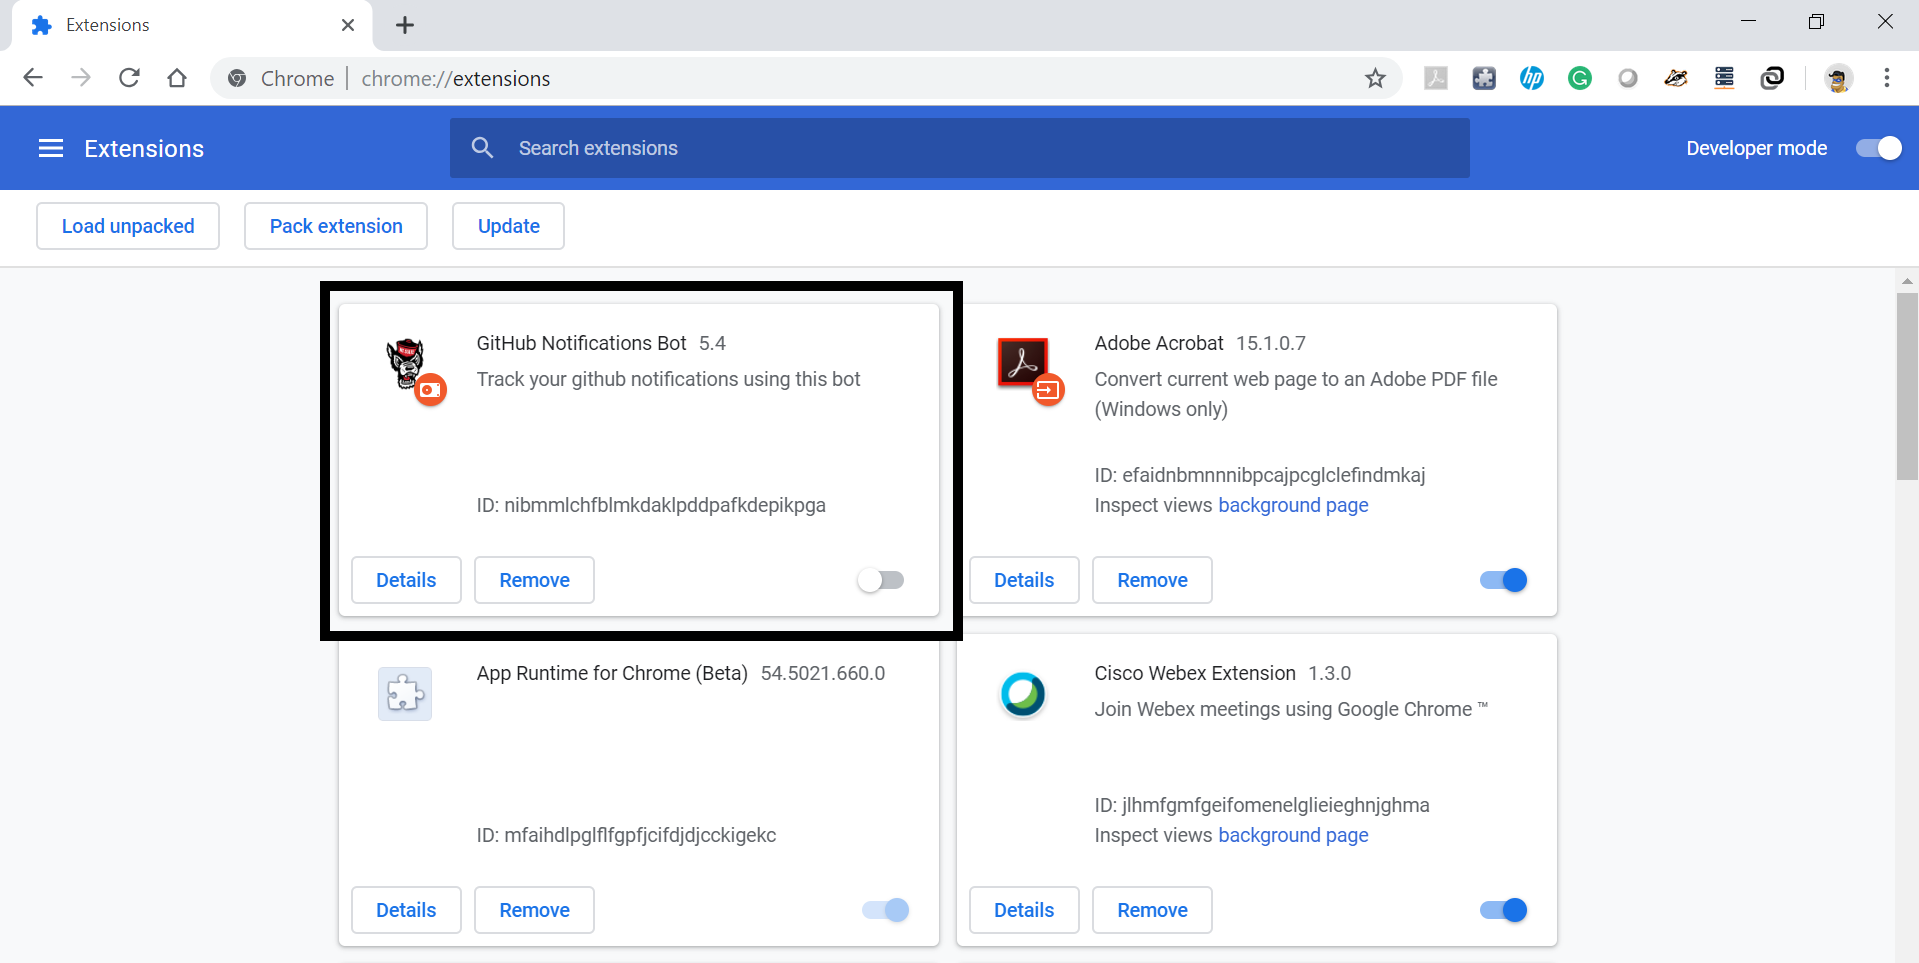 Extensions
Chrome | chrome://extensions
hp
Extensions
Search extensions
Developer mode
Load unpacked
Pack extension
Update
GitHub Notifications Bot 5.4
Track your github notifications using this bot
ID: nibmmlchfblmkdaklpddpafkdepikpga
Details
Remove
Adobe Acrobat 15.1.0.7
Convert current web page to an Adobe PDF file
(Windows only)
ID: efaidnbmnnnibpcajpcglclefindmkaj
Inspect views background page
Details
Remove
App Runtime for Chrome (Beta) 54.5021.660.0
ID: mfaihdlpglflfgpfjcifdjdjcckigekc
Details
Remove
Cisco Webex Extension 1.3.0
Join Webex meetings using Google Chrome ™
ID: jlhmfgmfgeifomenelglieieghnjghma
Inspect views background page
Details
Remove